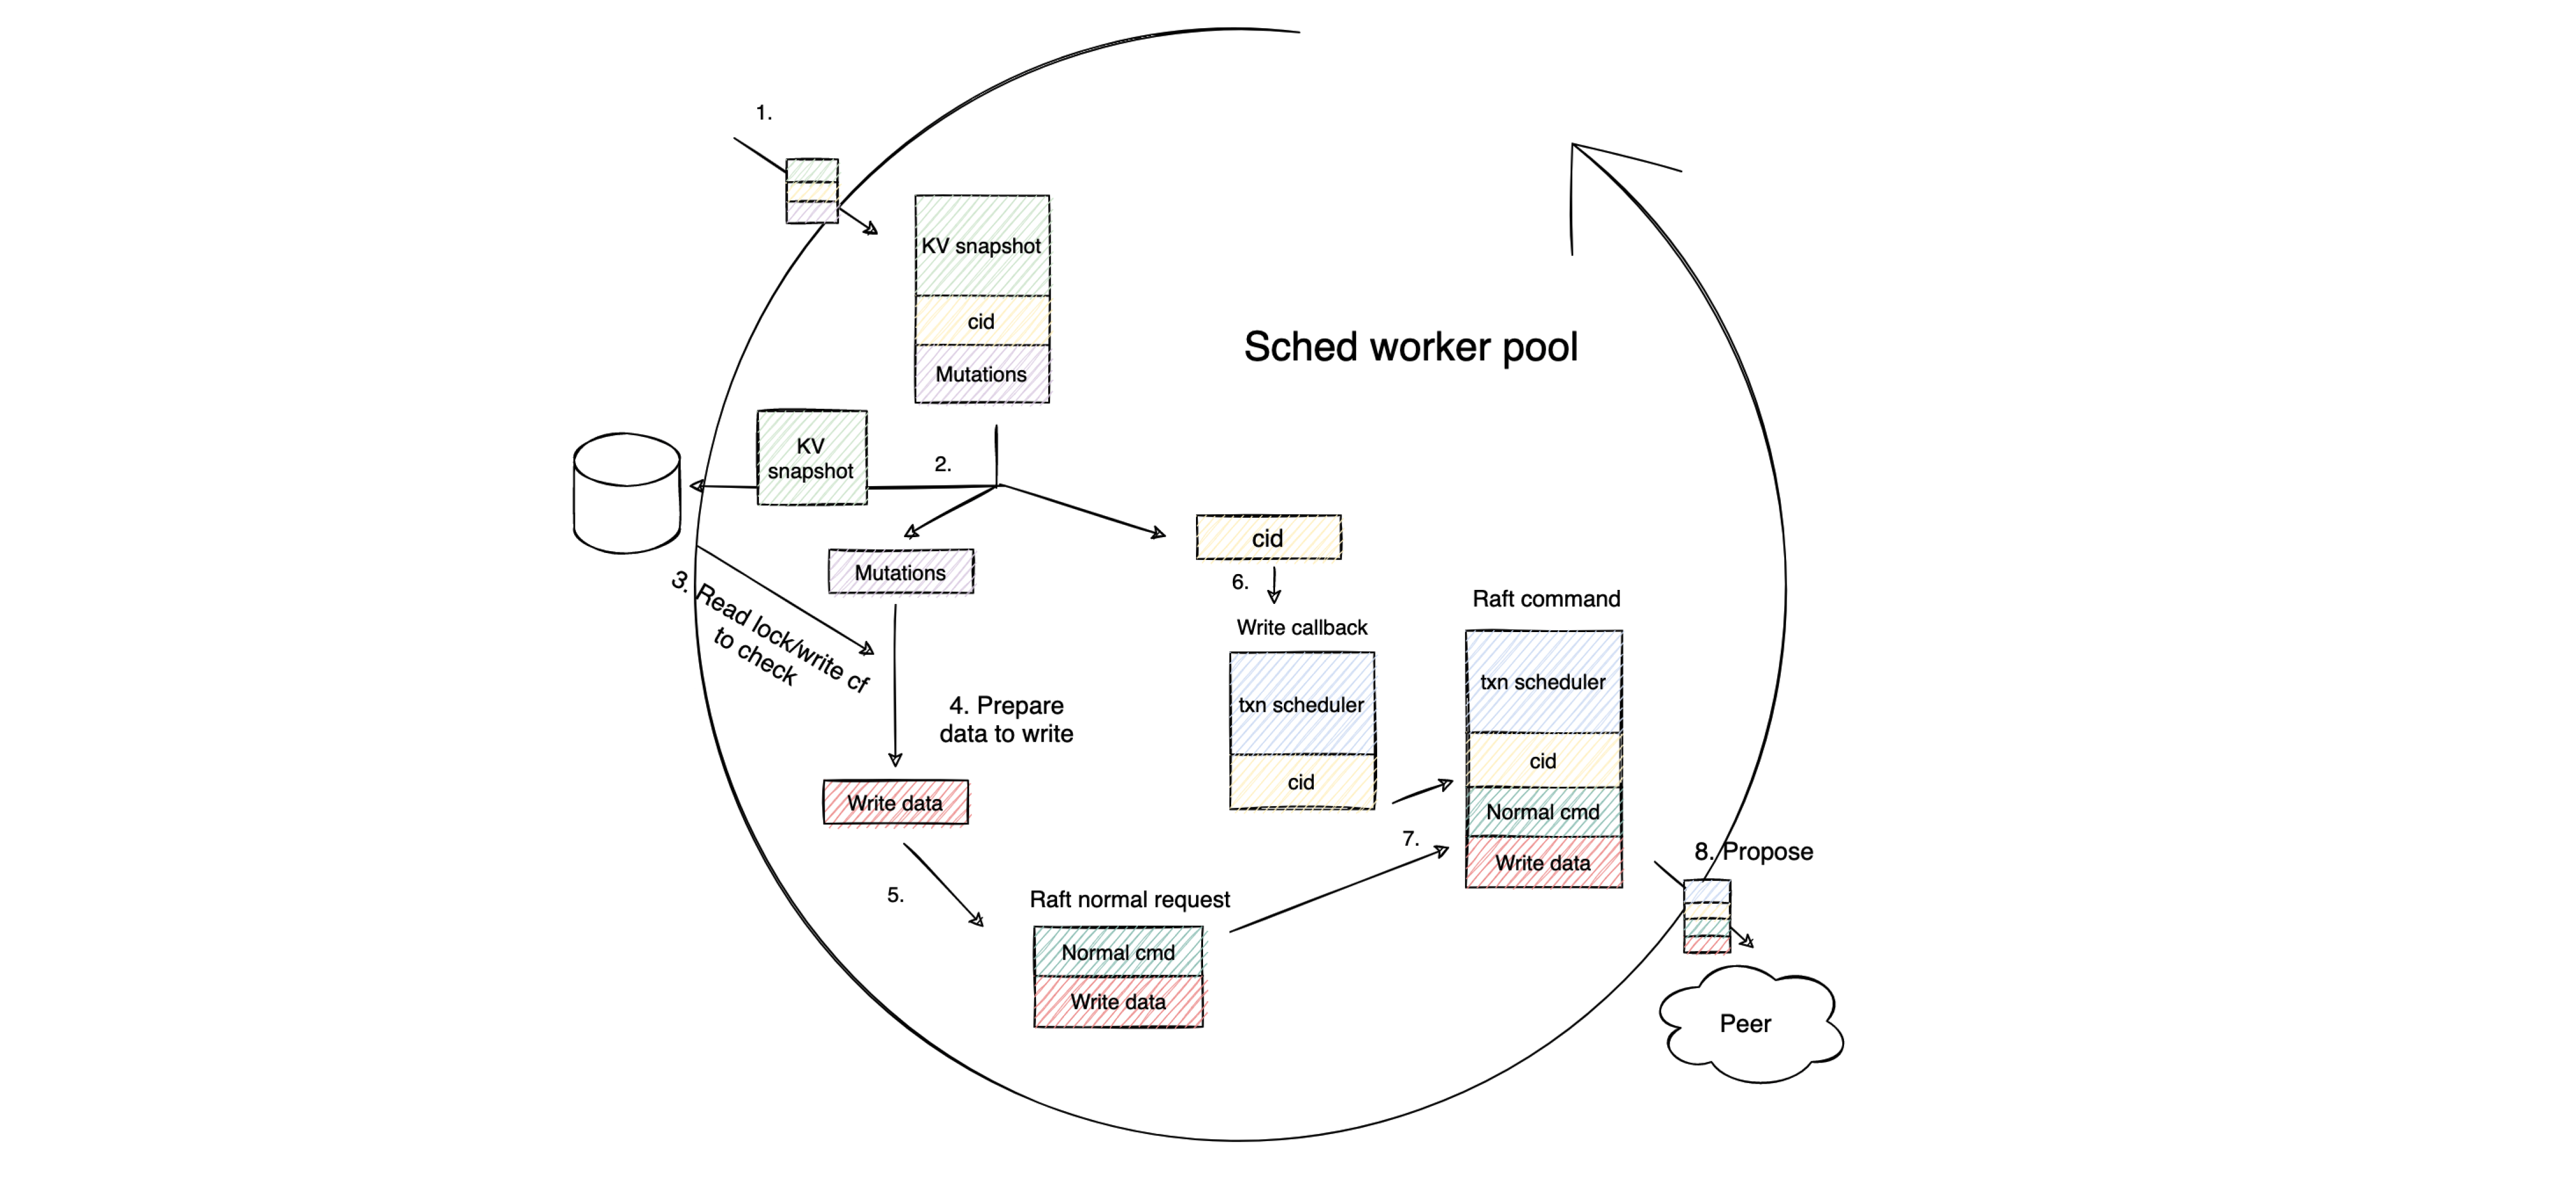 1.
KV snapshot
cid
Mutations
Sched worker pool
KV
snapshot
2.
cid
Mutations
3. Read lock/write cf
to check
6.
Write callback
txn scheduler
cid
Raft command
txn scheduler
cid
Normal cmd
Write data
4. Prepare
data to write
Write data
5.
Raft normal request
Normal cmd
Write data
7.
8. Propose
Peer